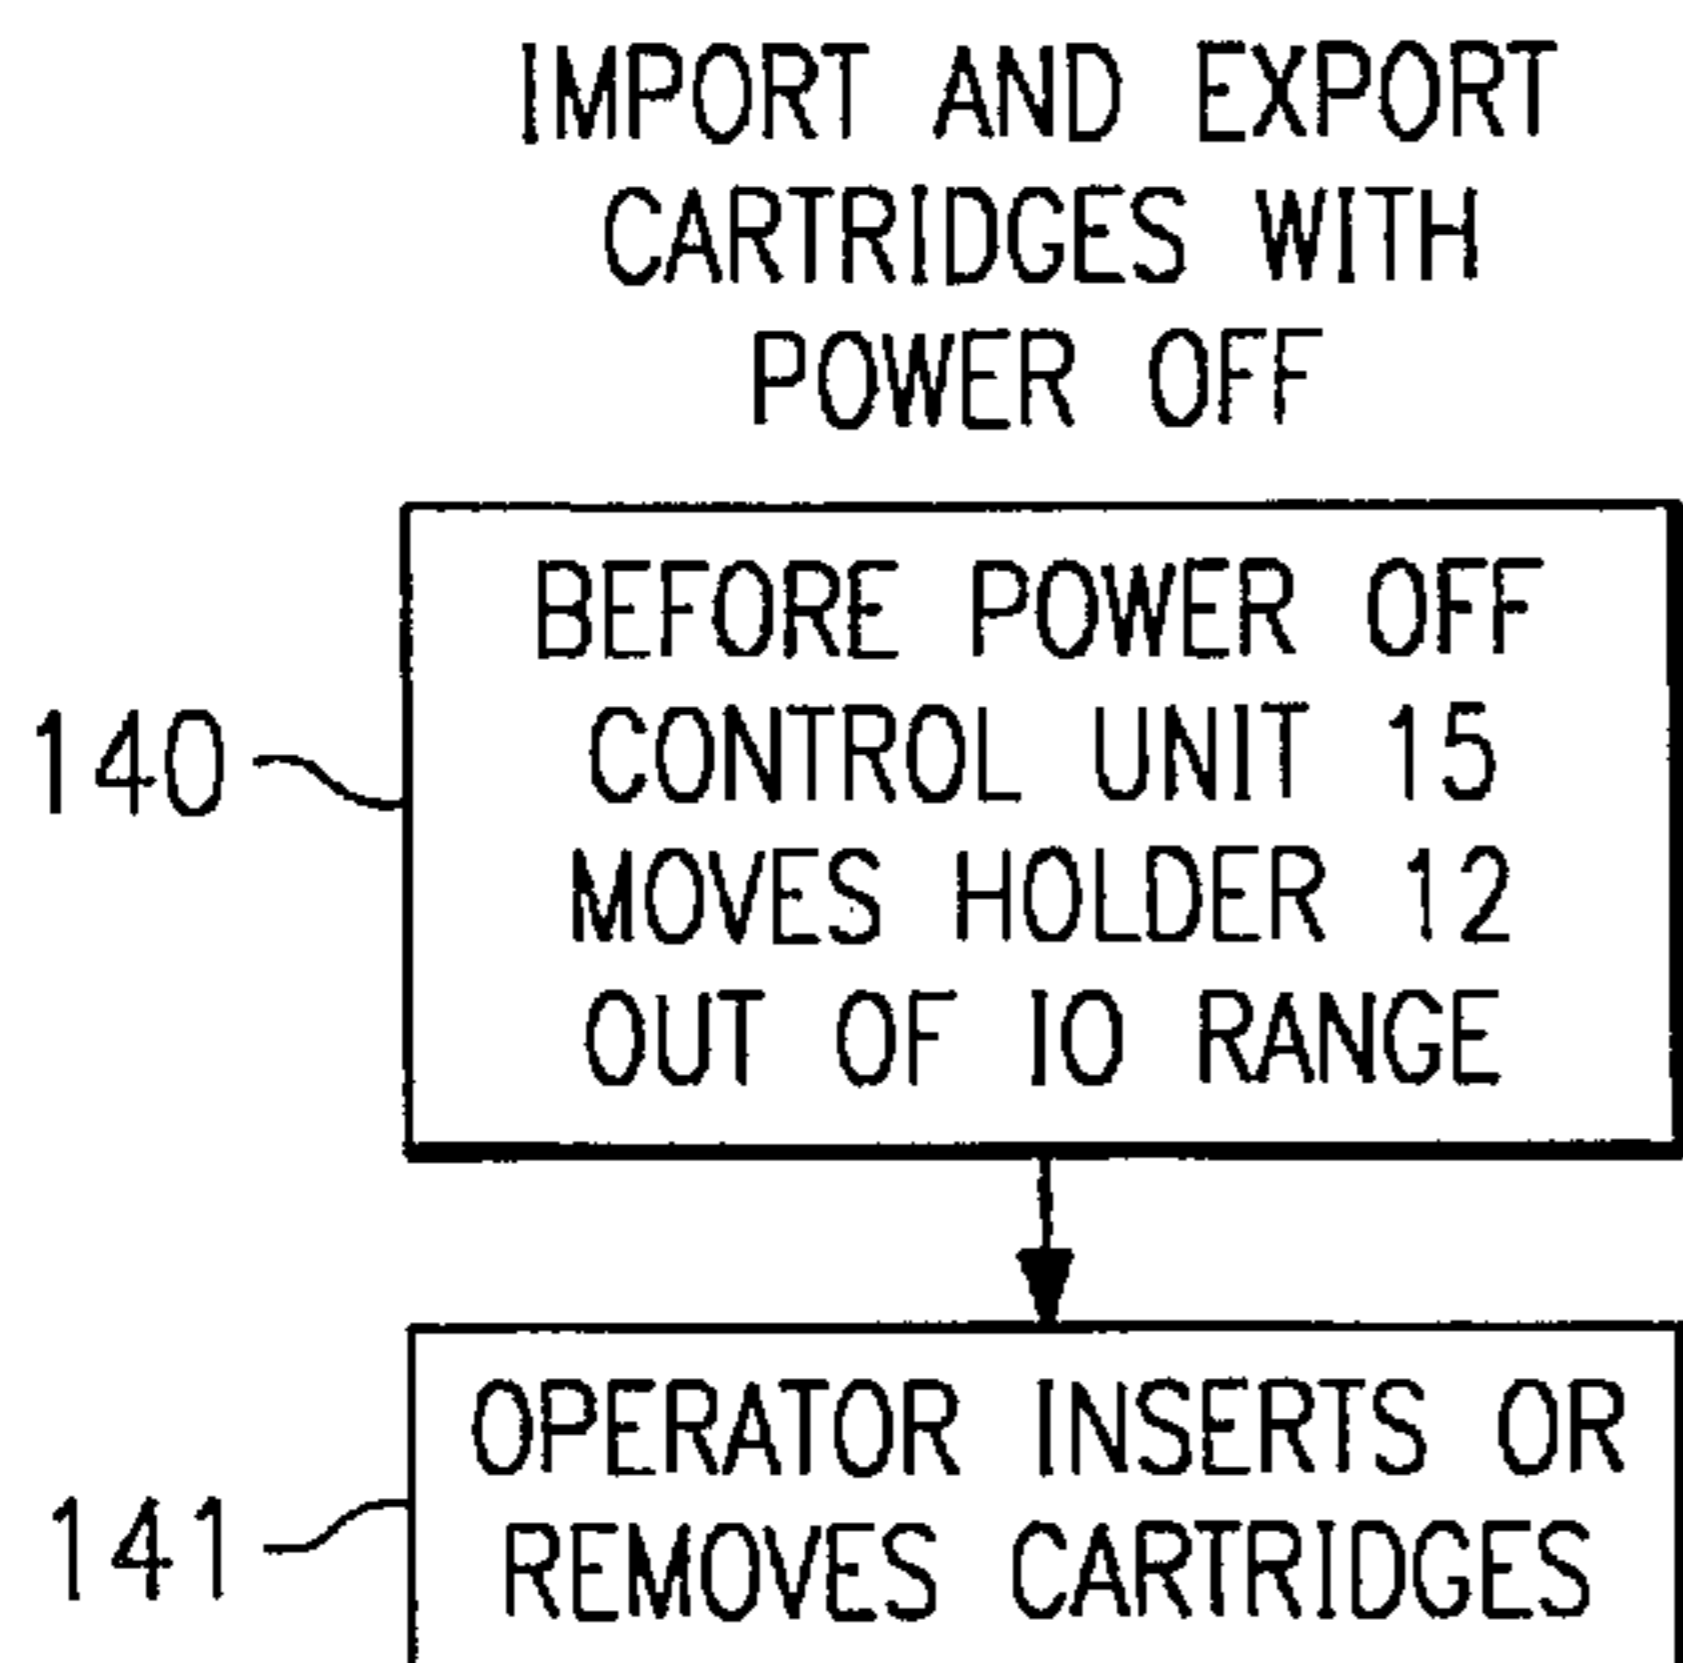 IMPORT AND EXPORT
CARTRIDGES WITH
POWER OFF
BEFORE POWER OFF
140
CONTROL UNIT 15
MOVES HOLDER 12
OUT OF IO RANGE
OPERATOR INSERTS OR
141
REMOVES CARTRIDGES